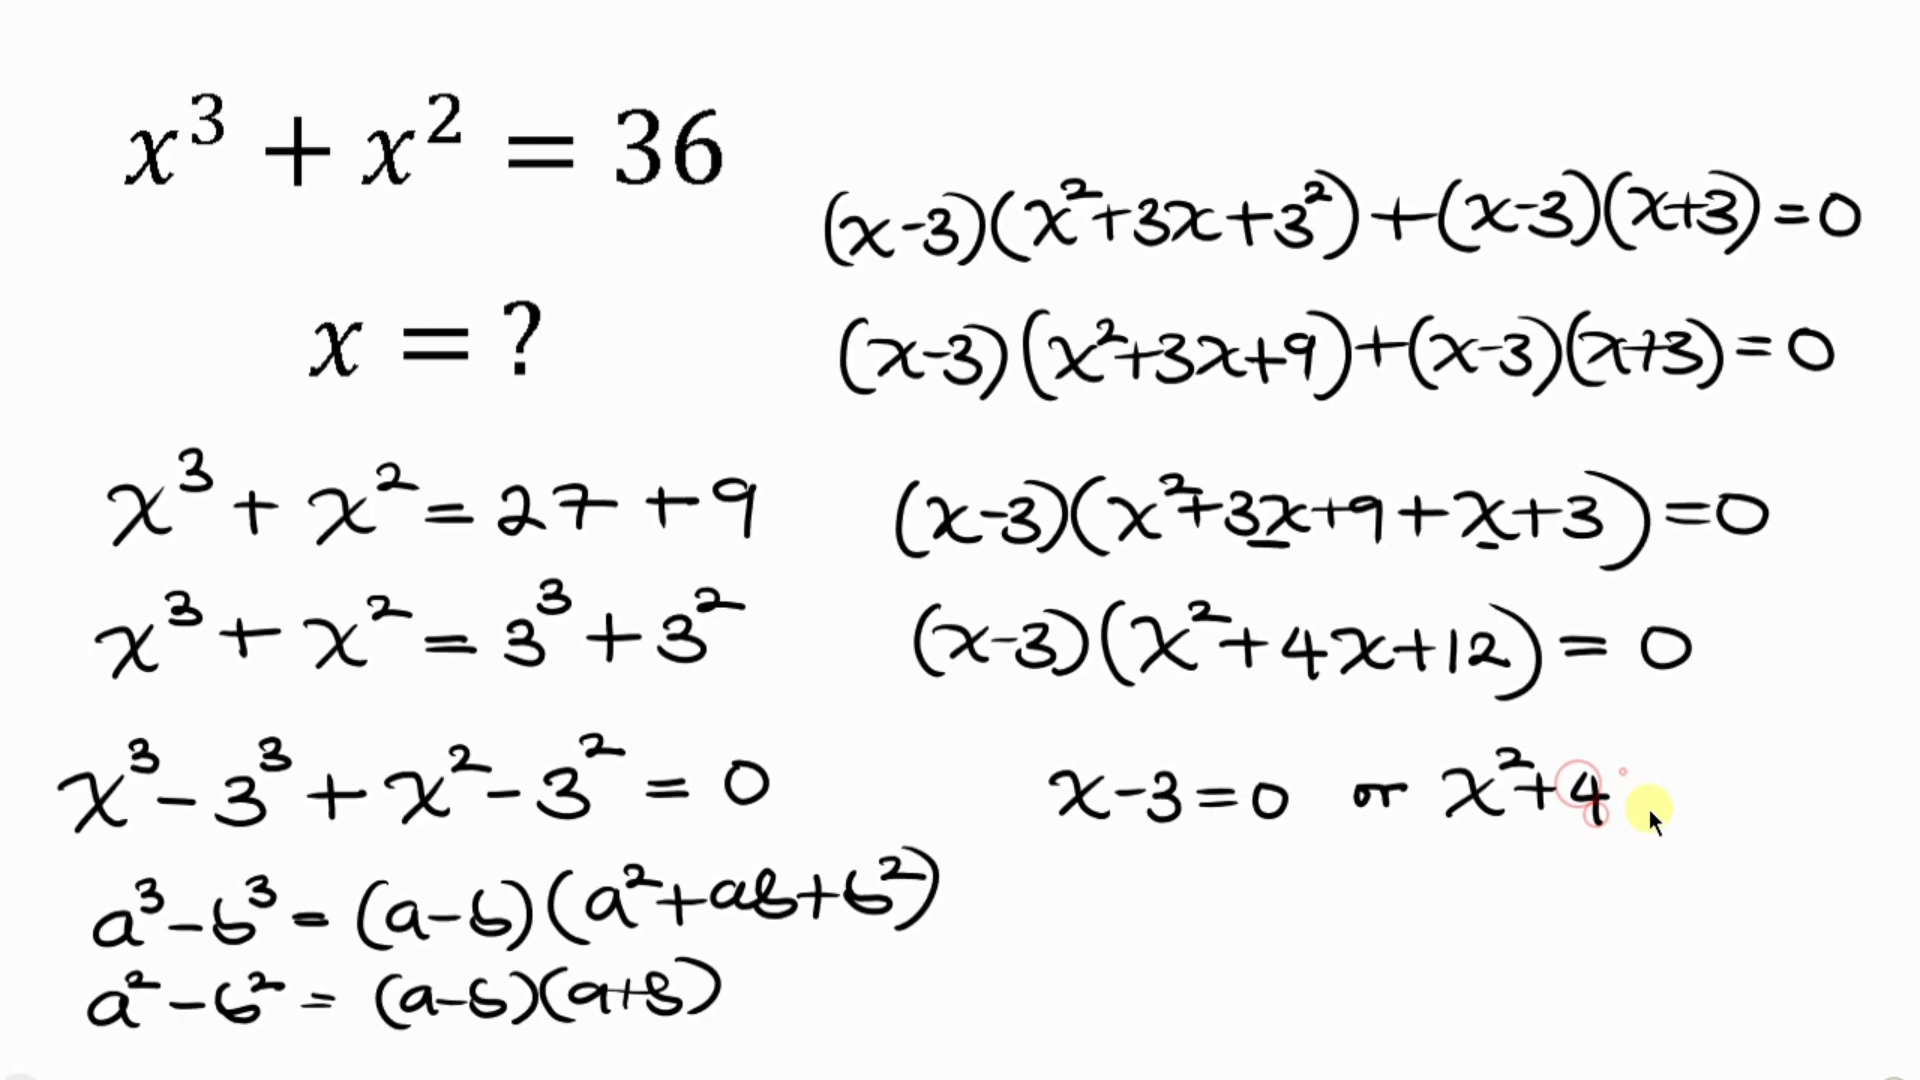 x³ + x² = 36
x = ?
x³ + x² = 27 + 9
x³ + x² = 3³ + 3²
x³ - 3³ + x² - 3² = 0
a³ - b³ = (a-b)(a²+ab+b²)
a² - b² = (a-b)(a+b)
(x-3)(x²+3x+3²)+(x-3)(x+3)=0
(x-3)(x²+3x+9)+(x-3)(x+3)=0
(x-3)(x²+3x+9+x+3)=0
(x-3)(x²+4x+12)=0
x-3=0 or x²+4